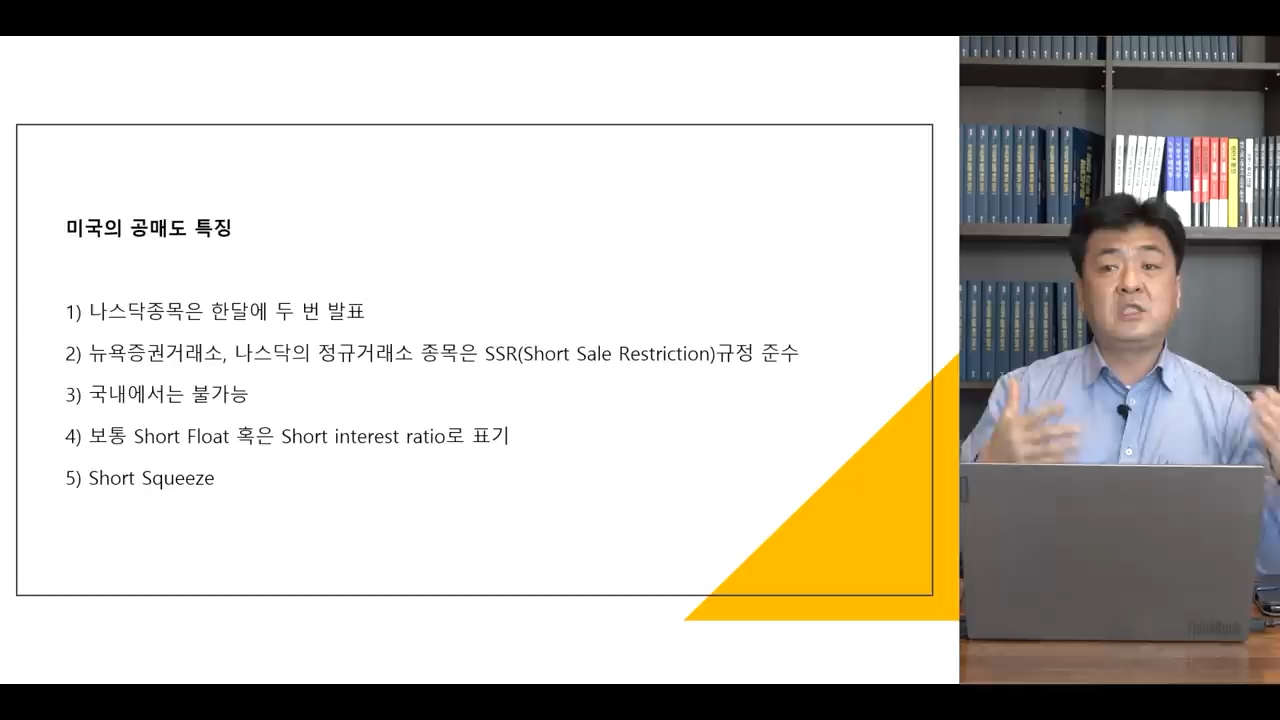 미국의 공매도 특징
1) 나스닥종목은 한달에 두 번 발표
2) 뉴욕증권거래소, 나스닥의 정규거래소 종목은 SSR(Short Sale Restriction)규정 준수
3) 국내에서는 불가능
4) 보통 Short Float 혹은 Short interest ratio로 표기
5) Short Squeeze